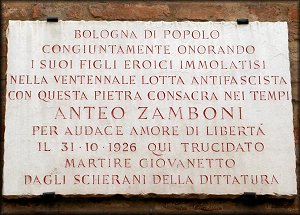 BOLOGNA DI POPOLO
CONGIUNTAMENTE ONORANDO
I SUOI FIGLI EROICI IMMOLATISI
NELLA VENTENNALE LOTTA ANTIFASCISTA
CON QUESTA PIETRA CONSACRA NEI TEMPI
ANTEO ZAMBONI
PER AUDACE AMORE DI LIBERTÁ
IL 31-10-1926 QUI TRUCIDATO
MARTIRE GIOVANETTO
DAGLI SCHERANI DELLA DITTATURA